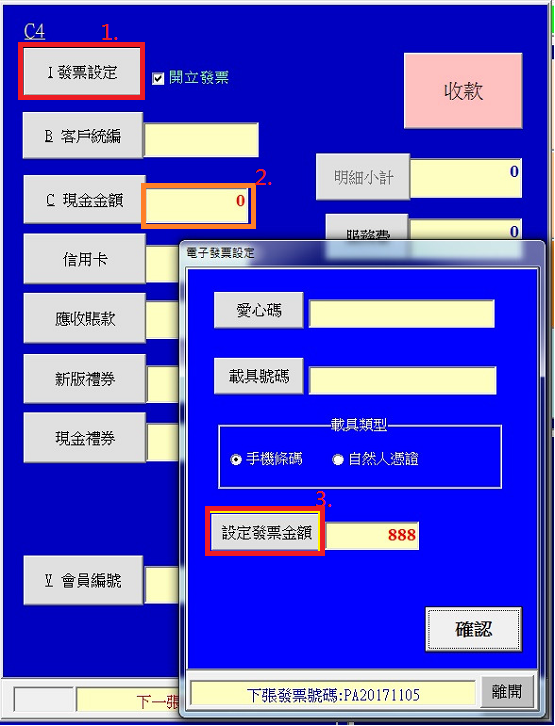 C4
1.
I 發票設定
開立發票
收款
B 客戶統編
2.
明細小計
0
C 現金金額
0
服務費
0
信用卡
電子發票設定
愛心碼
應收賬款
載具號碼
新版禮券
載具類型
現金禮券
手機條碼
自然人憑證
3.
設定發票金額
888
V 會員編號
確認
下一張
下張發票號碼:PA20171105
離開